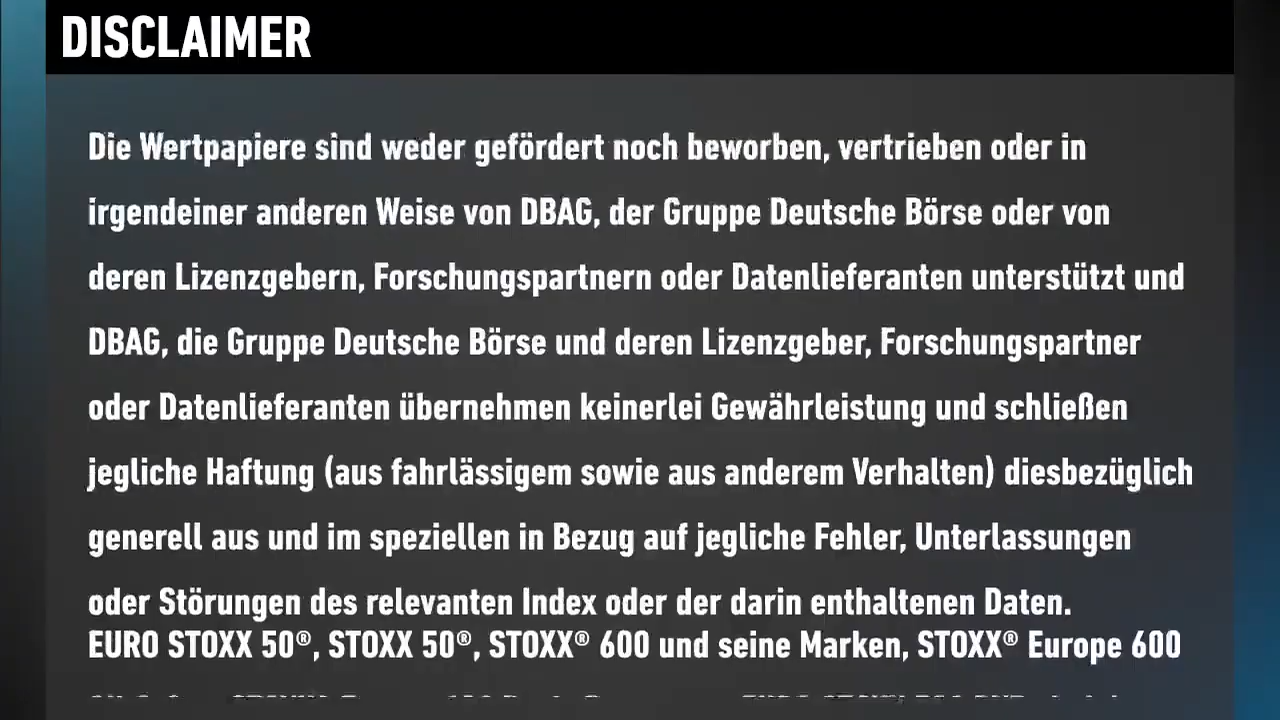 DISCLAIMER
Die Wertpapiere sind weder gefördert noch beworben, vertrieben oder in
irgendeiner anderen Weise von DBAG, der Gruppe Deutsche Börse oder von
deren Lizenzgebern, Forschungspartnern oder Datenlieferanten unterstützt und
DBAG, die Gruppe Deutsche Börse und deren Lizenzgeber, Forschungspartner
oder Datenlieferanten übernehmen keinerlei Gewährleistung und schließen
jegliche Haftung (aus fahrlässigem sowie aus anderem Verhalten) diesbezüglich
generell aus und im speziellen in Bezug auf jegliche Fehler, Unterlassungen
oder Störungen des relevanten Index oder der darin enthaltenen Daten.
EURO STOXX 50®, STOXX 50®, STOXX® 600 und seine Marken, STOXX® Europe 600